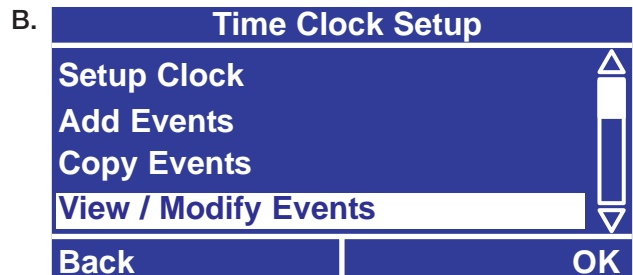 B.
Time Clock Setup
Setup Clock
Add Events
Copy Events
View / Modify Events
Back OK